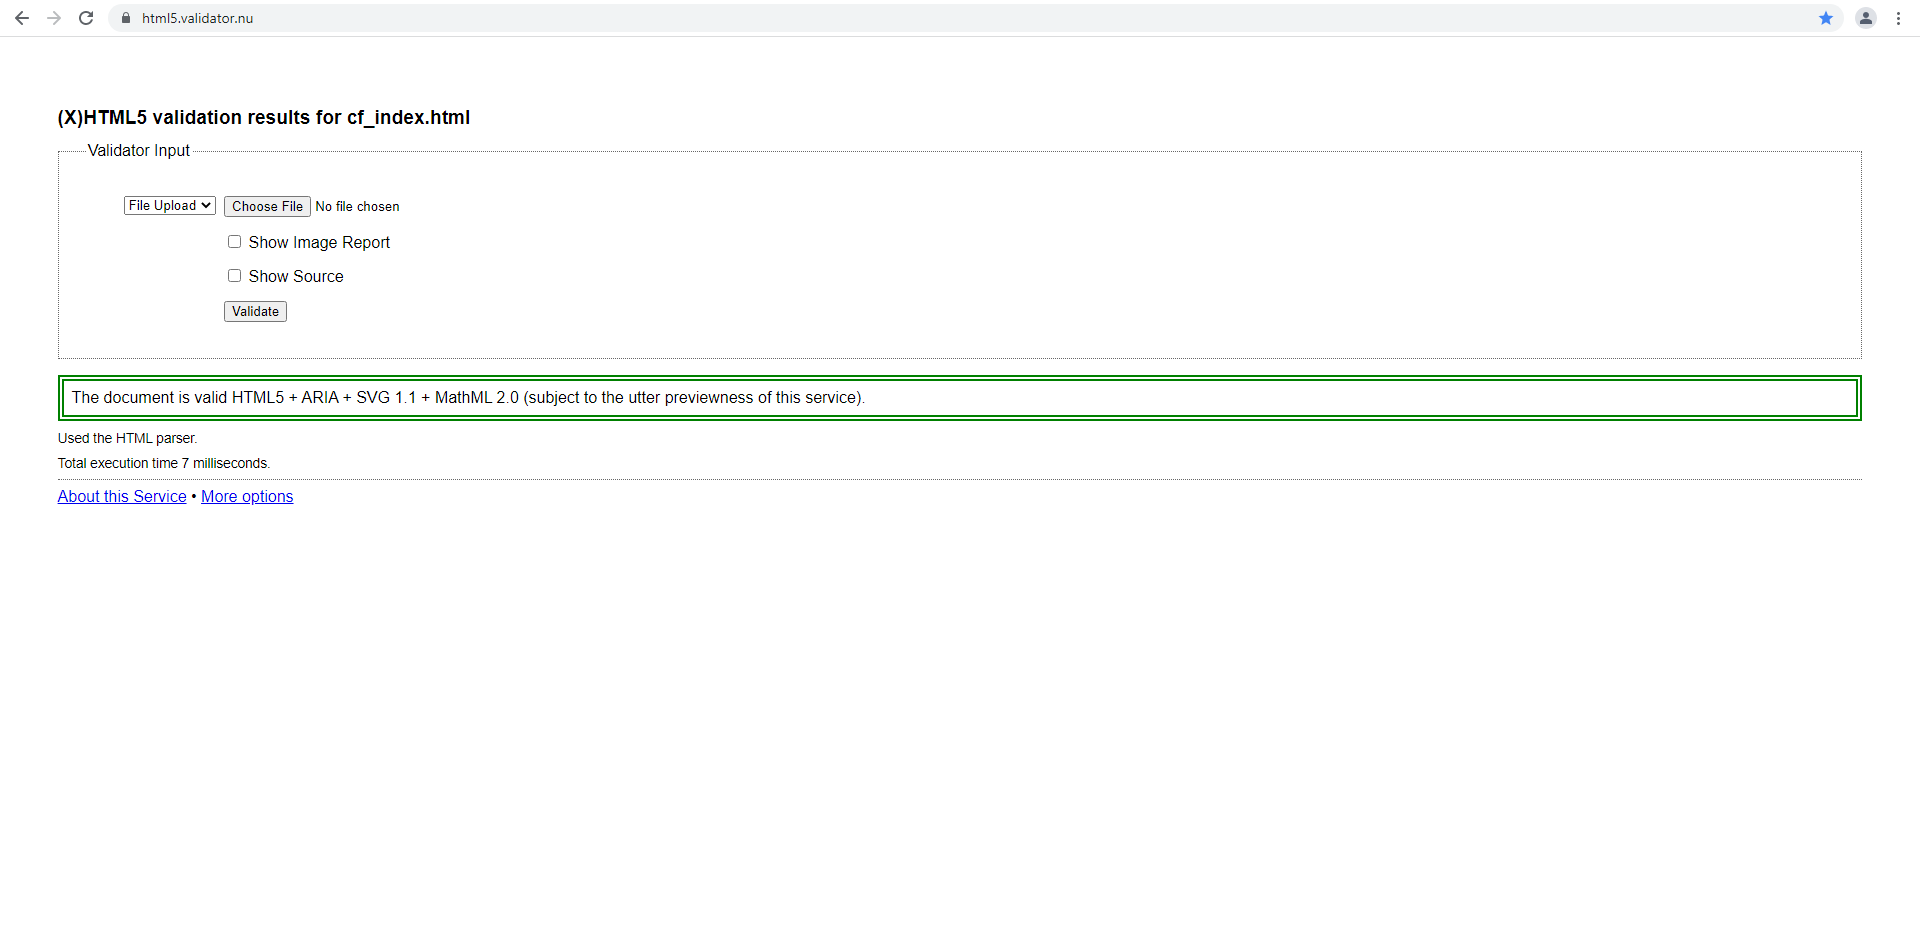 html5.validator.nu
(X)HTML5 validation results for cf_index.html
Validator Input
File Upload Choose File No file chosen
Show Image Report
Show Source
Validate
The document is valid HTML5 + ARIA + SVG 1.1 + MathML 2.0 (subject to the utter previewness of this service).
Used the HTML parser.
Total execution time 7 milliseconds.
About this Service • More options